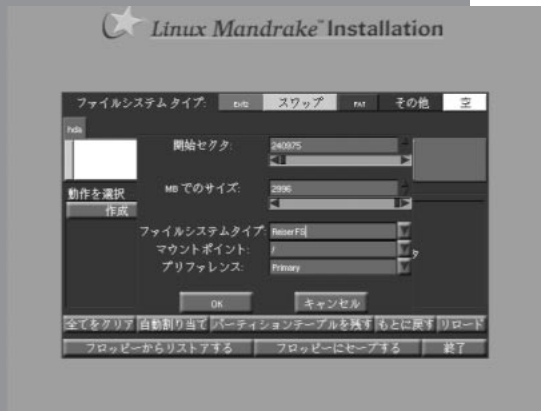 Linux Mandrake™ Installation
ファイルシステムタイプ: Ext2 スワップ FAT その他 空
hda
開始セクタ: 240975
動作を選択
MB でのサイズ: 2996
作成
ファイルシステムタイプ: ReiserFS
マウントポイント: /
タ
プリファレンス: Primary
OK キャンセル
全てをクリア 自動割り当て パーティションテーブルを残す もとに戻す リロード
フロッピーからリストアする フロッピーにセーブする 終了